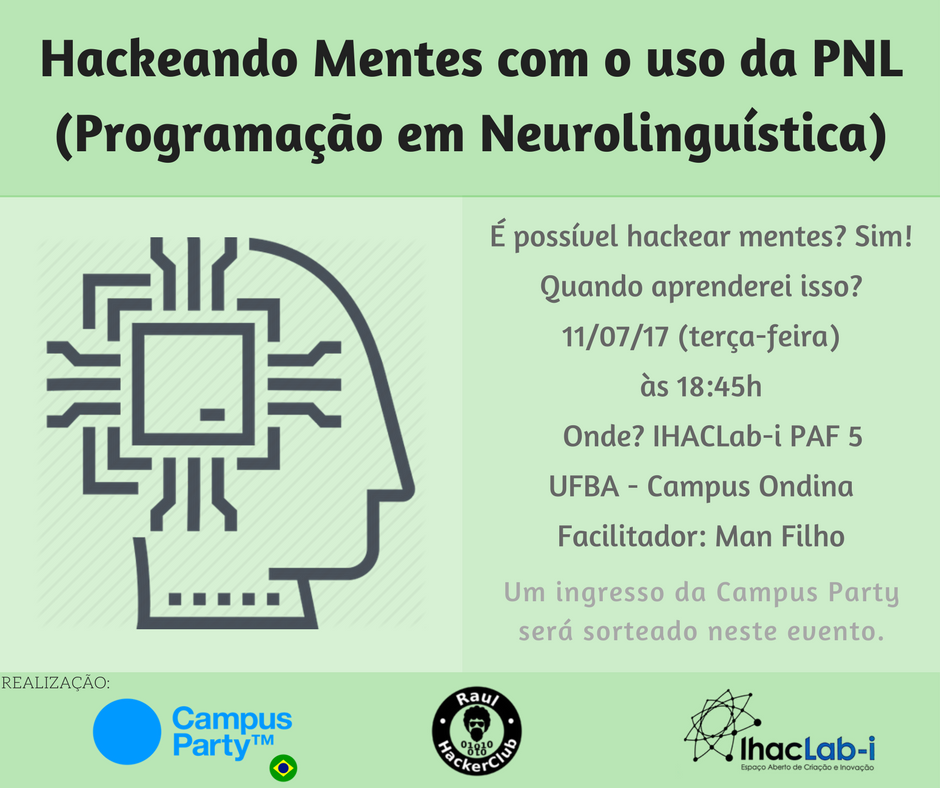 Hackeando Mentes com o uso da PNL
(Programação em Neurolinguística)
É possível hackear mentes? Sim!
Quando aprenderei isso?
11/07/17 (terça-feira)
às 18:45h
Onde? IHACLab-i PAF 5
UFBA - Campus Ondina
Facilitador: Man Filho
Um ingresso da Campus Party
será sorteado neste evento.
REALIZAÇÃO:
Campus
Party™
Raul
01010
010
HackerClub
IhacLab-i
Espaço Aberto de Criação e Inovação